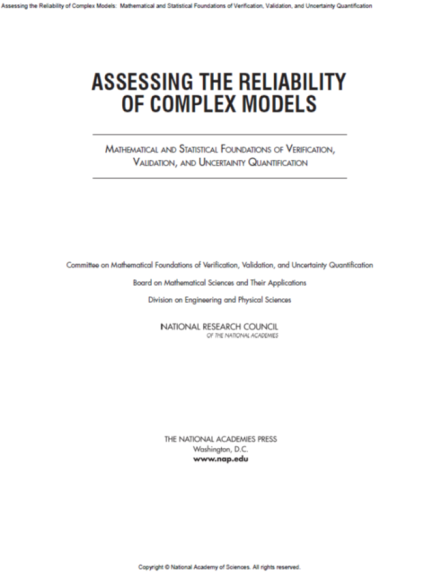 Assessing the Reliability of Complex Models: Mathematical and Statistical Foundations of Verification, Validation, and Uncertainty Quantification
ASSESSING THE RELIABILITY
OF COMPLEX MODELS
MATHEMATICAL AND STATISTICAL FOUNDATIONS OF VERIFICATION,
VALIDATION, AND UNCERTAINTY QUANTIFICATION
Committee on Mathematical Foundations of Verification, Validation, and Uncertainty Quantification
Board on Mathematical Sciences and Their Applications
Division on Engineering and Physical Sciences
NATIONAL RESEARCH COUNCIL
OF THE NATIONAL ACADEMIES
THE NATIONAL ACADEMIES PRESS
Washington, D.C.
www.nap.edu
Copyright © National Academy of Sciences. All rights reserved.